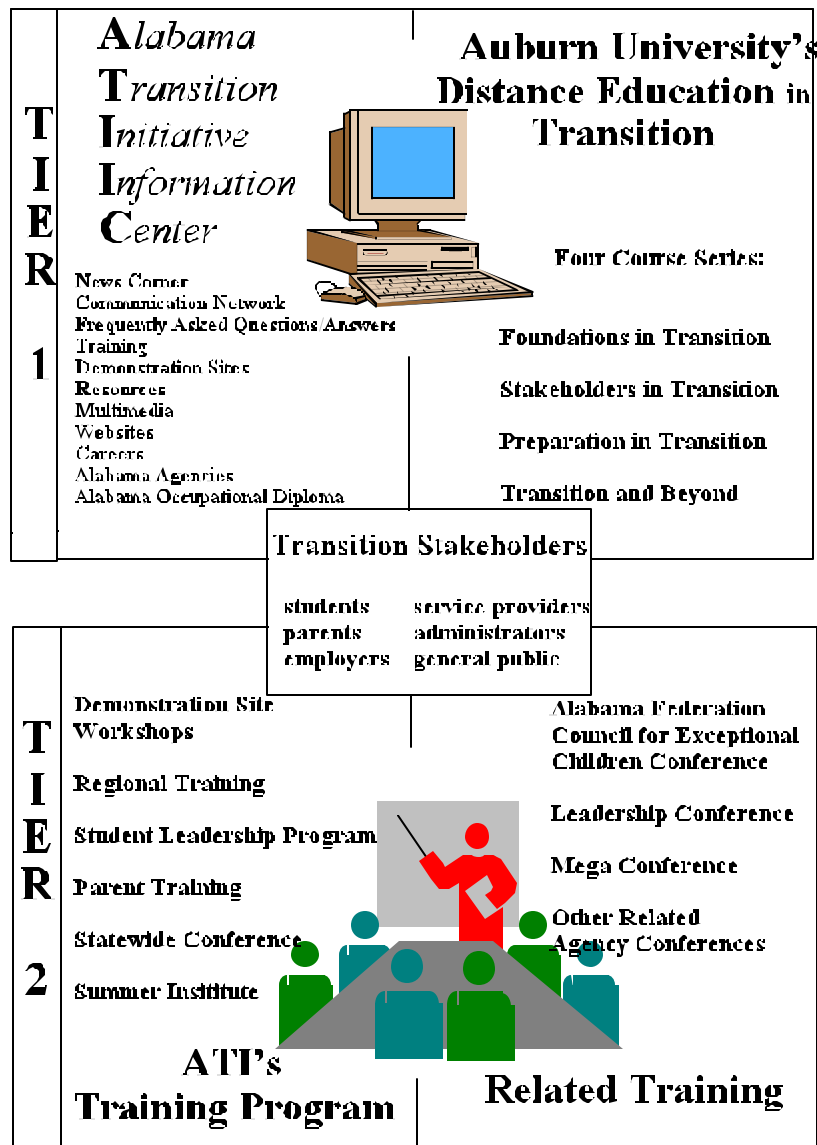 TIER 1
Alabama
Transition
Initiative
Information
Center
News Corner
Communication Network
Frequently Asked Questions/Answers
Training
Demonstration Sites
Resources
Multimedia
Websites
Careers
Alabama Agencies
Alabama Occupational Diploma
Auburn University's
Distance Education in
Transition
Four Course Series:
Foundations in Transition
Stakeholders in Transition
Preparation in Transition
Transition and Beyond
Transition Stakeholders
students service providers
parents administrators
employers general public
TIER 2
Demonstration Site
Workshops
Regional Training
Student Leadership Program
Parent Training
Statewide Conference
Summer Insititute
ATI's
Training Program
Alabama Federation
Council for Exceptional
Children Conference
Leadership Conference
Mega Conference
Other Related
Agency Conferences
Related Training